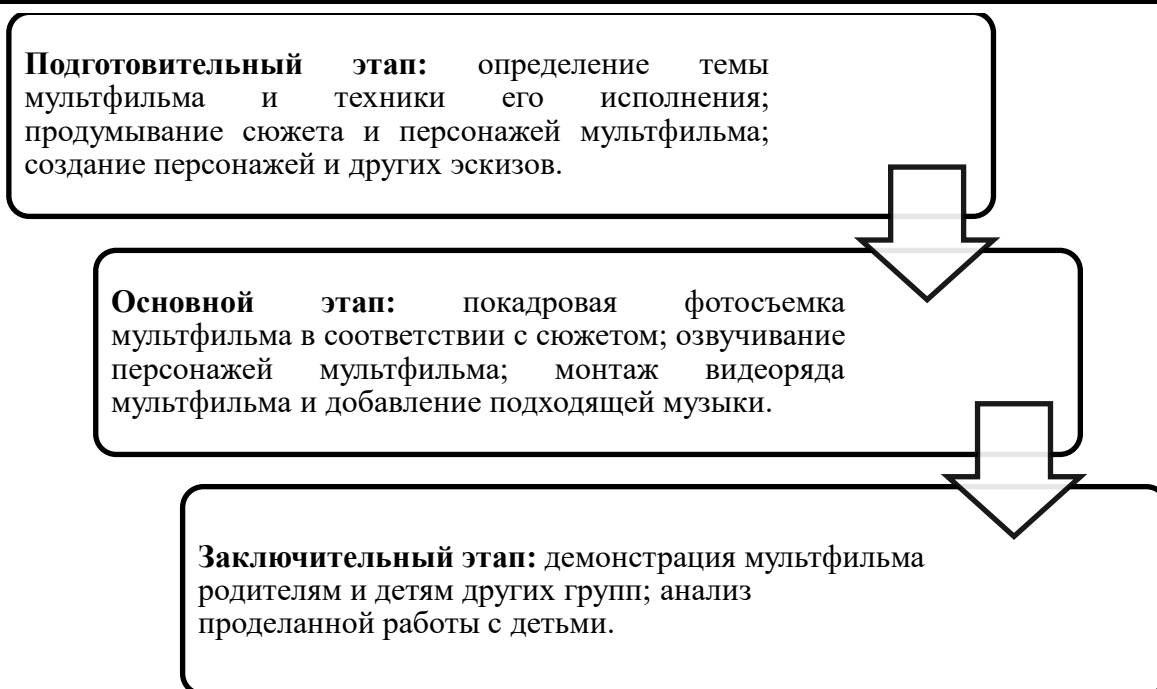 Подготовительный этап: определение темы
мультфильма и техники его исполнения;
продумывание сюжета и персонажей мультфильма;
создание персонажей и других эскизов.
Основной этап: покадровая фотосъемка
мультфильма в соответствии с сюжетом; озвучивание
персонажей мультфильма; монтаж видеоряда
мультфильма и добавление подходящей музыки.
Заключительный этап: демонстрация мультфильма
родителям и детям других групп; анализ
проделанной работы с детьми.